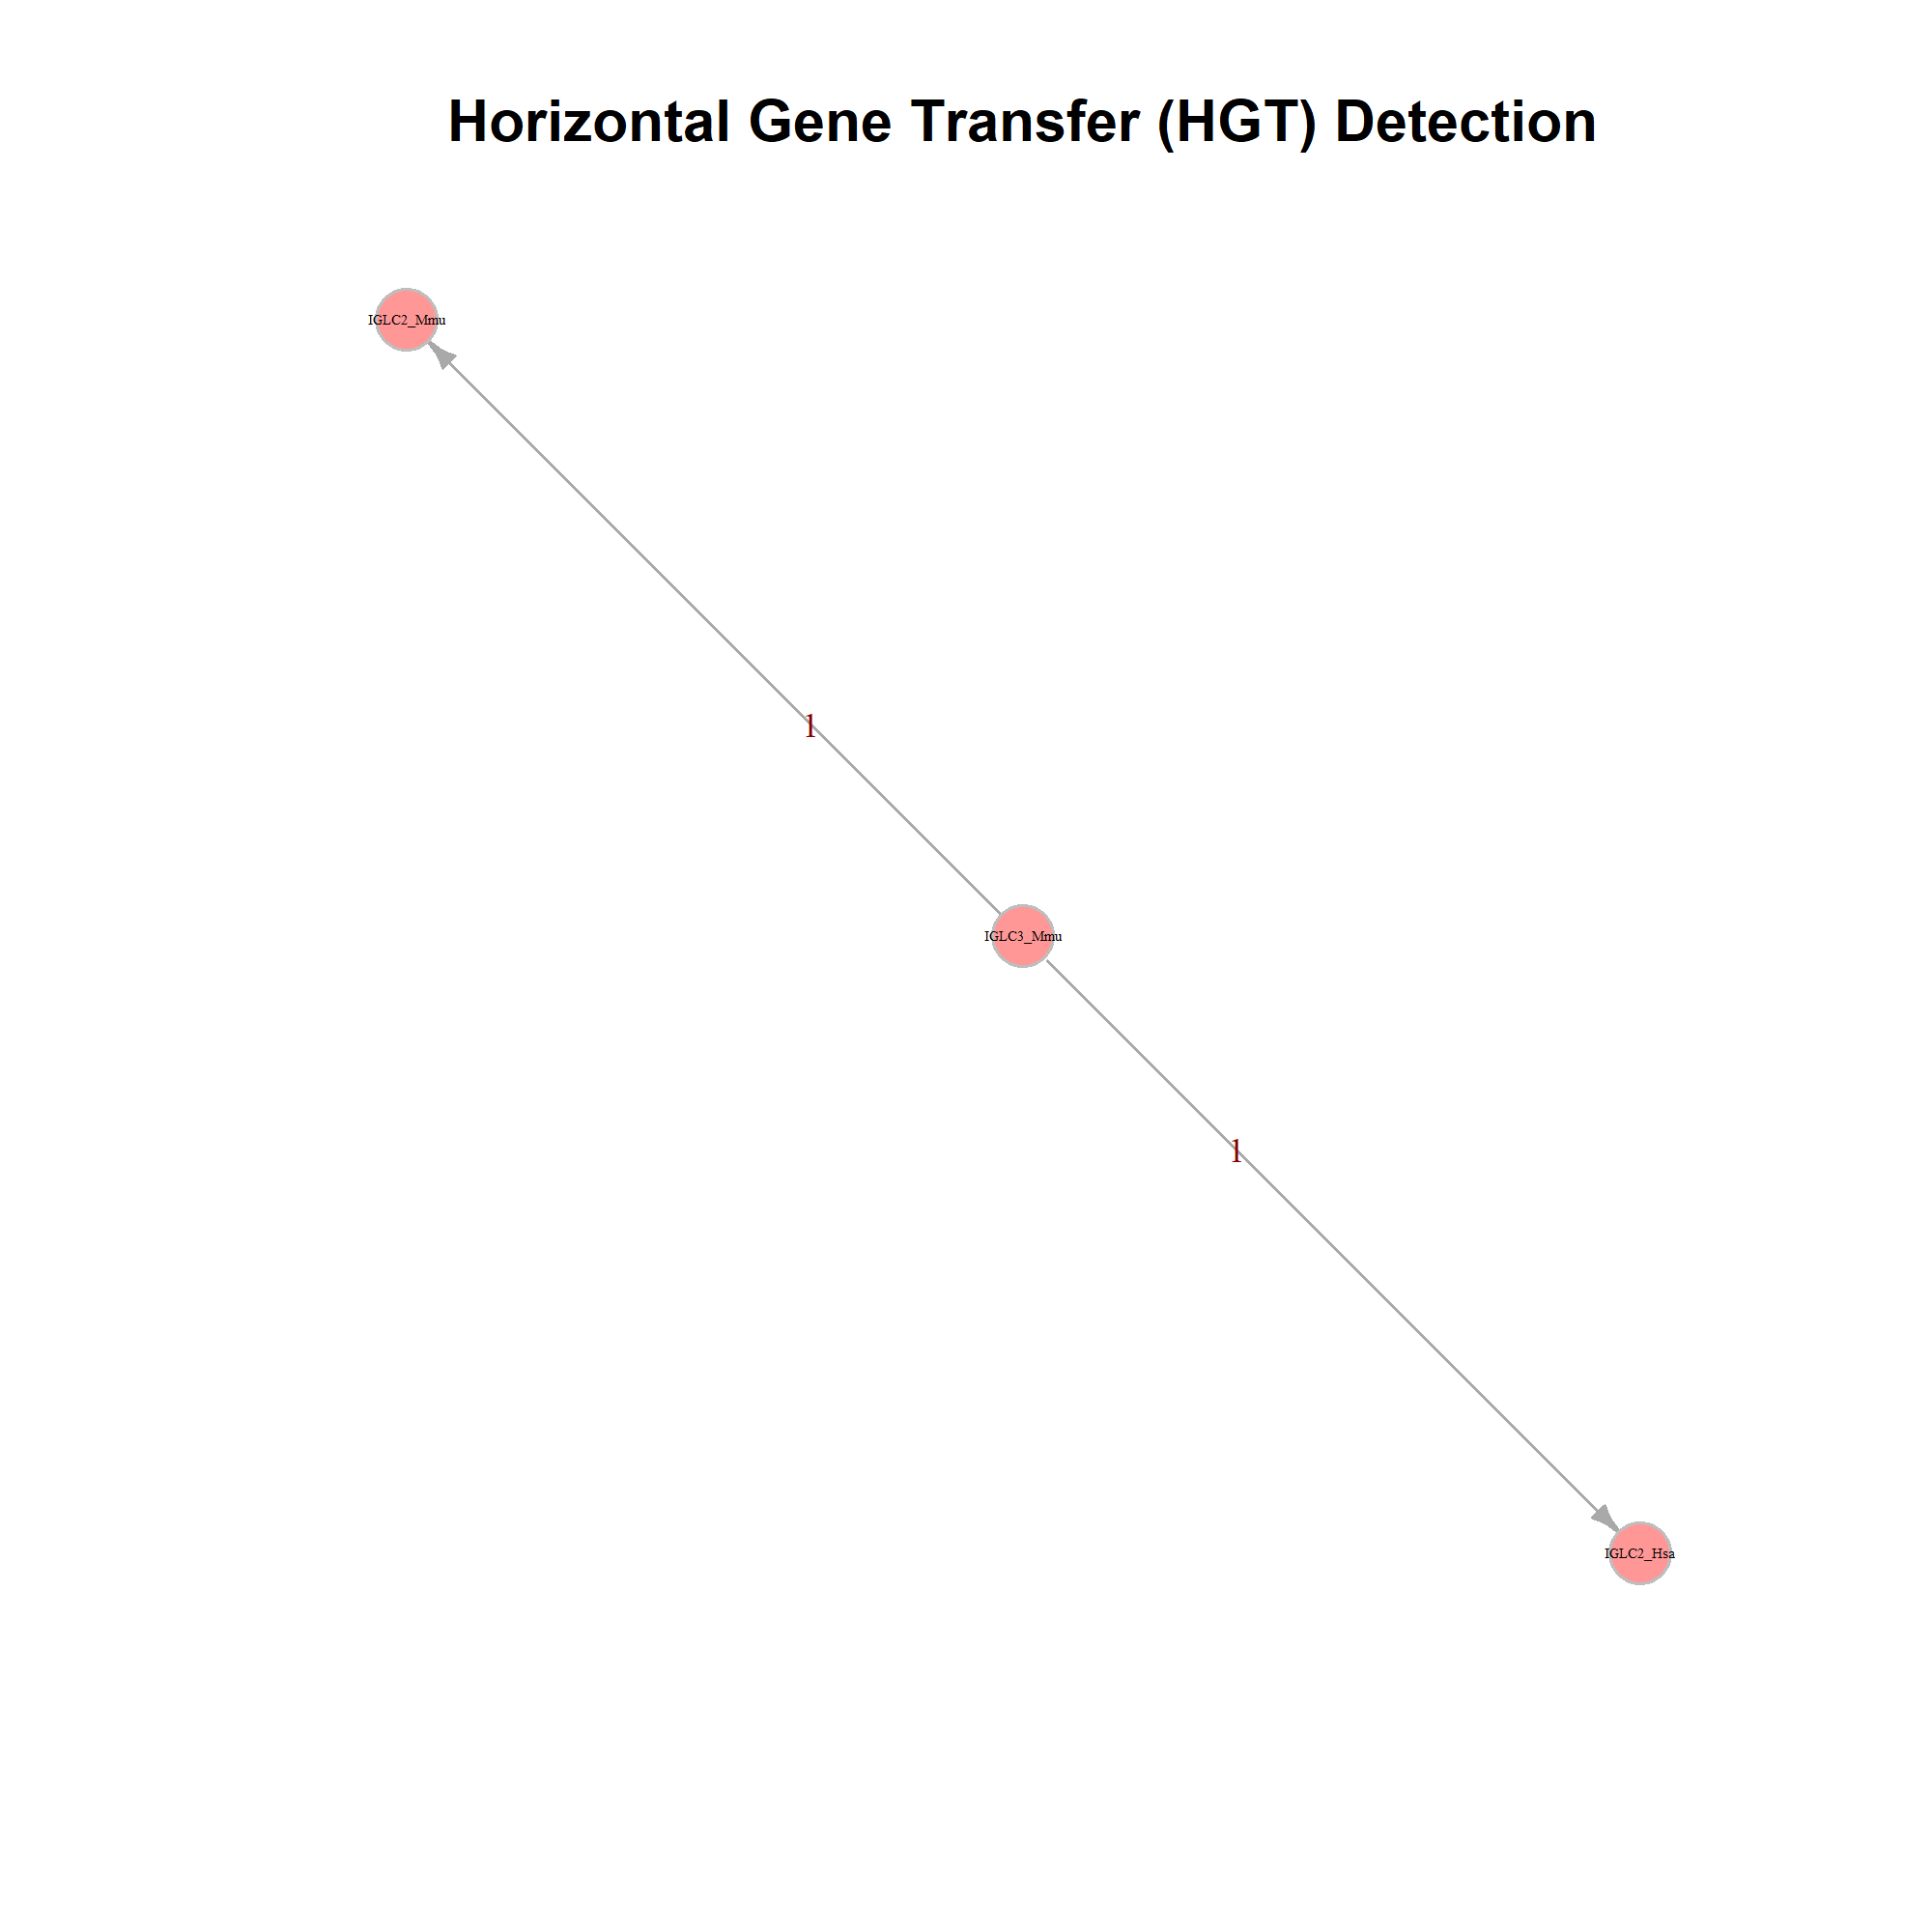 Horizontal Gene Transfer (HGT) Detection
IGLC2_Mmu
1
IGLC3_Mmu
1
IGLC2_Hsa